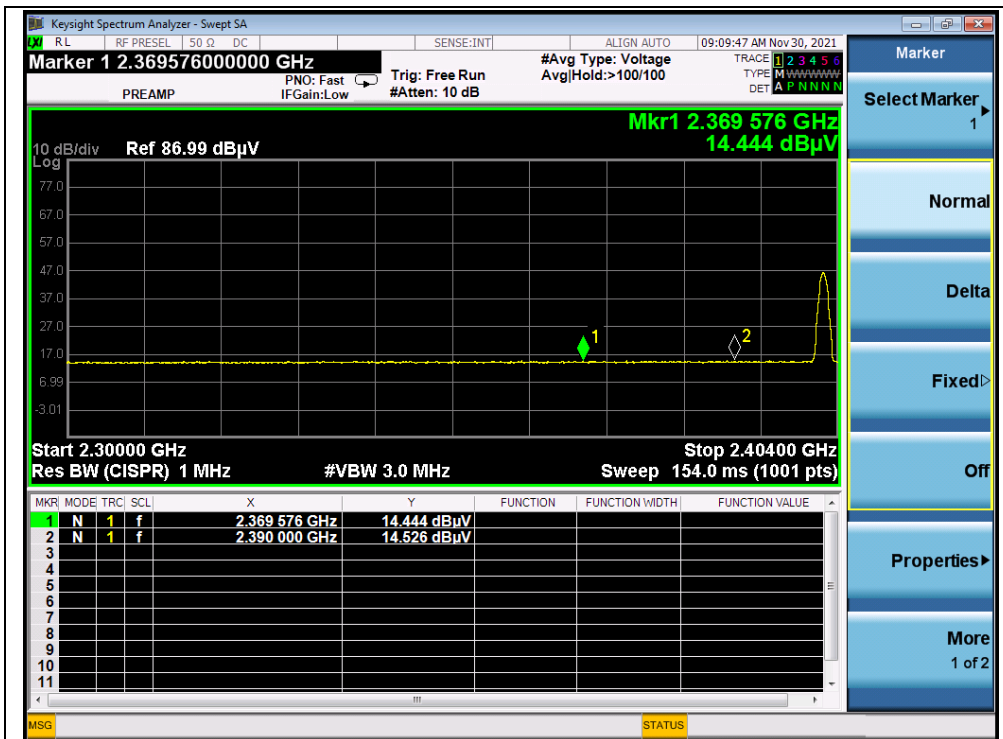 Keysight Spectrum Analyzer - Swept SA
LXI RL RF PRESEL 50 Ω DC SENSE:INT ALIGN AUTO 09:09:47 AM Nov 30, 2021
Marker 1 2.369576000000 GHz
PREAMP
PNO: Fast
IFGain:Low
Trig: Free Run
#Atten: 10 dB
#Avg Type: Voltage
Avg|Hold:>100/100
TRACE 1 2 3 4 5 6
TYPE M W W W W W
DET A P N N N N
Mkr1 2.369 576 GHz
14.444 dBµV
10 dB/div Ref 86.99 dBµV
Log
77.0
67.0
57.0
47.0
37.0
27.0
17.0
6.99
-3.01
1
2
Start 2.30000 GHz Stop 2.40400 GHz
Res BW (CISPR) 1 MHz #VBW 3.0 MHz Sweep 154.0 ms (1001 pts)
MKR MODE TRC SCL X Y FUNCTION FUNCTION WIDTH FUNCTION VALUE
1 N 1 f 2.369 576 GHz 14.444 dBµV
2 N 1 f 2.390 000 GHz 14.526 dBµV
3
4
5
6
7
8
9
10
11
MSG STATUS
Marker
Select Marker
1
Normal
Delta
Fixed
Off
Properties
More
1 of 2